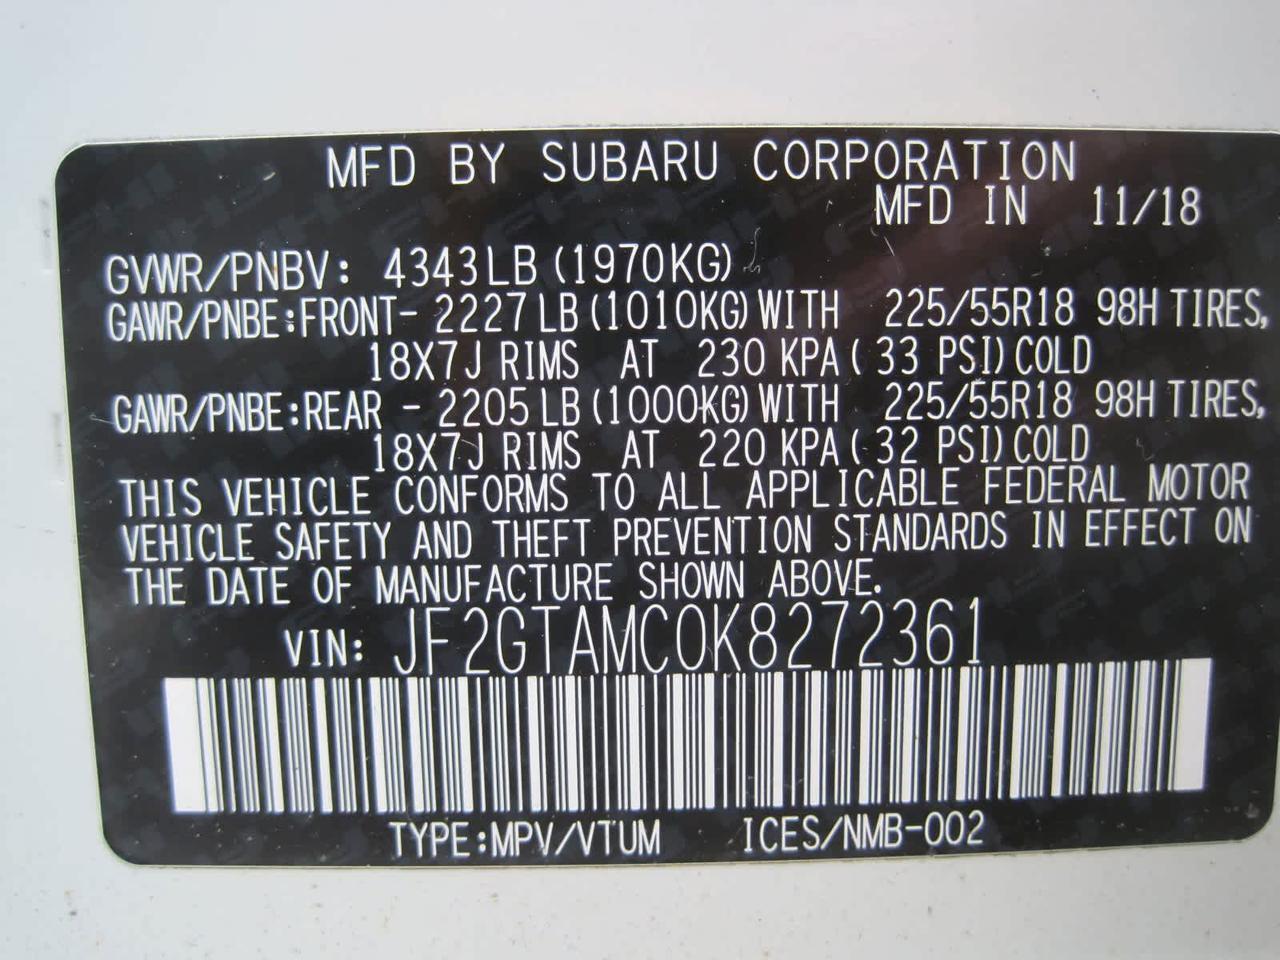 MFD BY SUBARU CORPORATION
MFD IN 11/18
GVWR/PNBV: 4343LB (1970KG)
GAWR/PNBE:FRONT- 2227LB (1010KG) WITH 225/55R18 98H TIRES,
18X7J RIMS AT 230 KPA ( 33 PSI) COLD
GAWR/PNBE:REAR - 2205LB (1000KG) WITH 225/55R18 98H TIRES,
18X7J RIMS AT 220 KPA ( 32 PSI) COLD
THIS VEHICLE CONFORMS TO ALL APPLICABLE FEDERAL MOTOR
VEHICLE SAFETY AND THEFT PREVENTION STANDARDS IN EFFECT ON
THE DATE OF MANUFACTURE SHOWN ABOVE.
VIN: JF2GTAMC0K8272361
TYPE:MPV/VTUM ICES/NMB-002